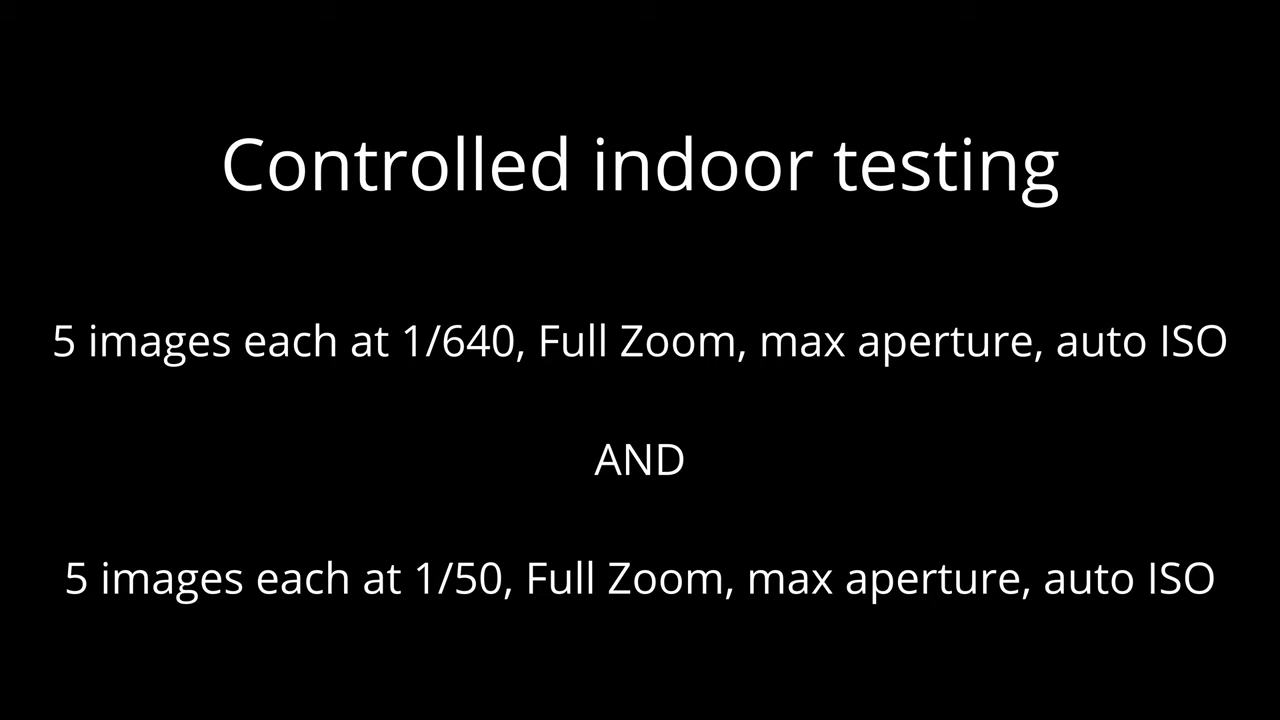 Controlled indoor testing
5 images each at 1/640, Full Zoom, max aperture, auto ISO
AND
5 images each at 1/50, Full Zoom, max aperture, auto ISO